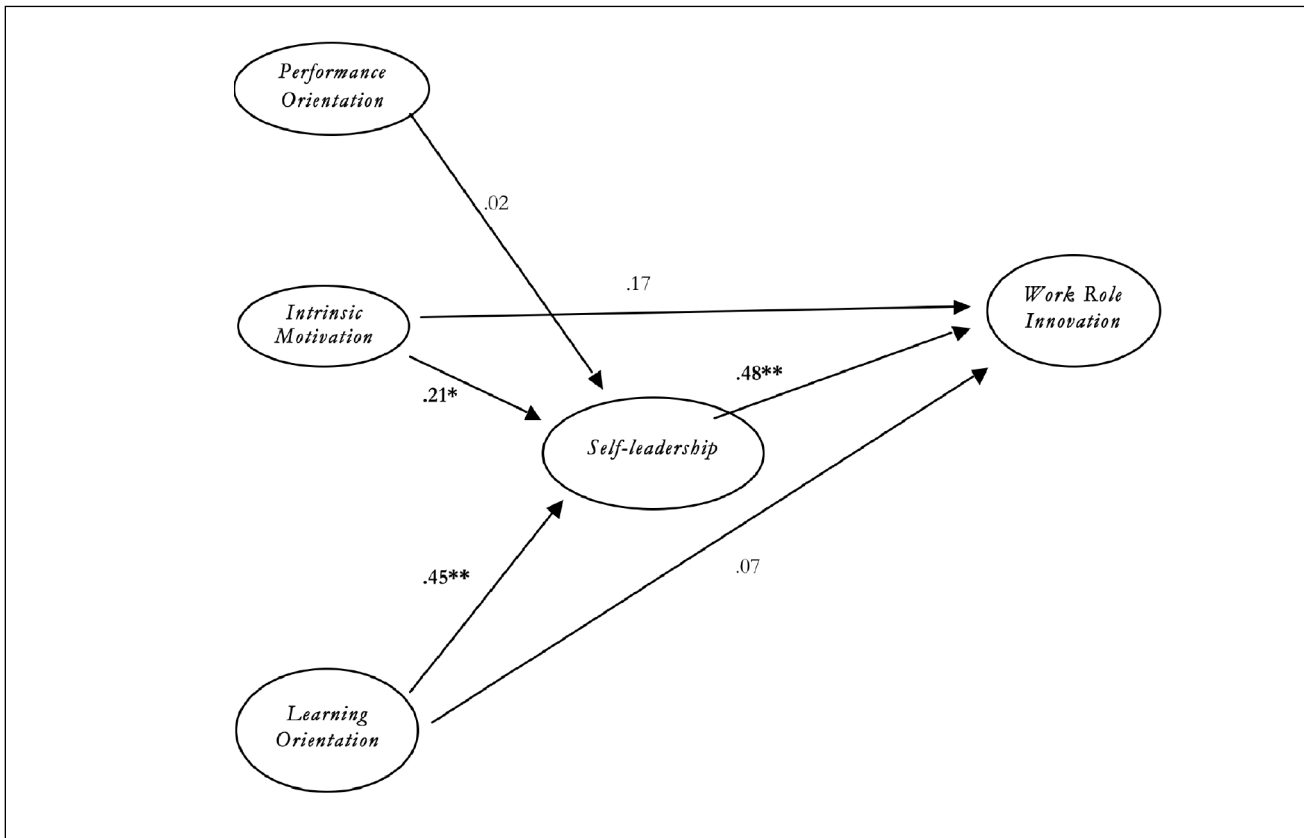 Performance
Orientation
.02
.17
Intrinsic
Motivation
Work Role
Innovation
.21*
.48**
Self-leadership
.45**
.07
Learning
Orientation